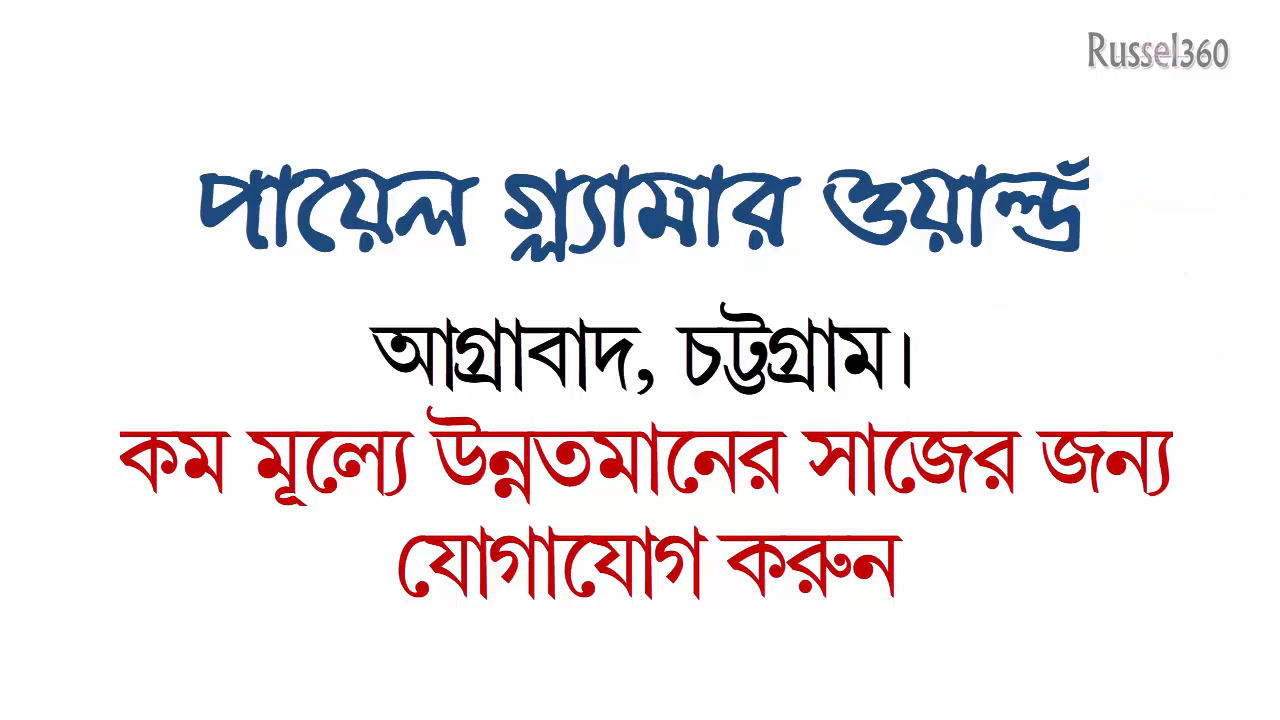 Russel360
পায়েল গ্ল্যামার ওয়ার্ল্ড
আগ্রাবাদ, চট্টগ্রাম।
কম মূল্যে উন্নতমানের সাজের জন্য
যোগাযোগ করুন